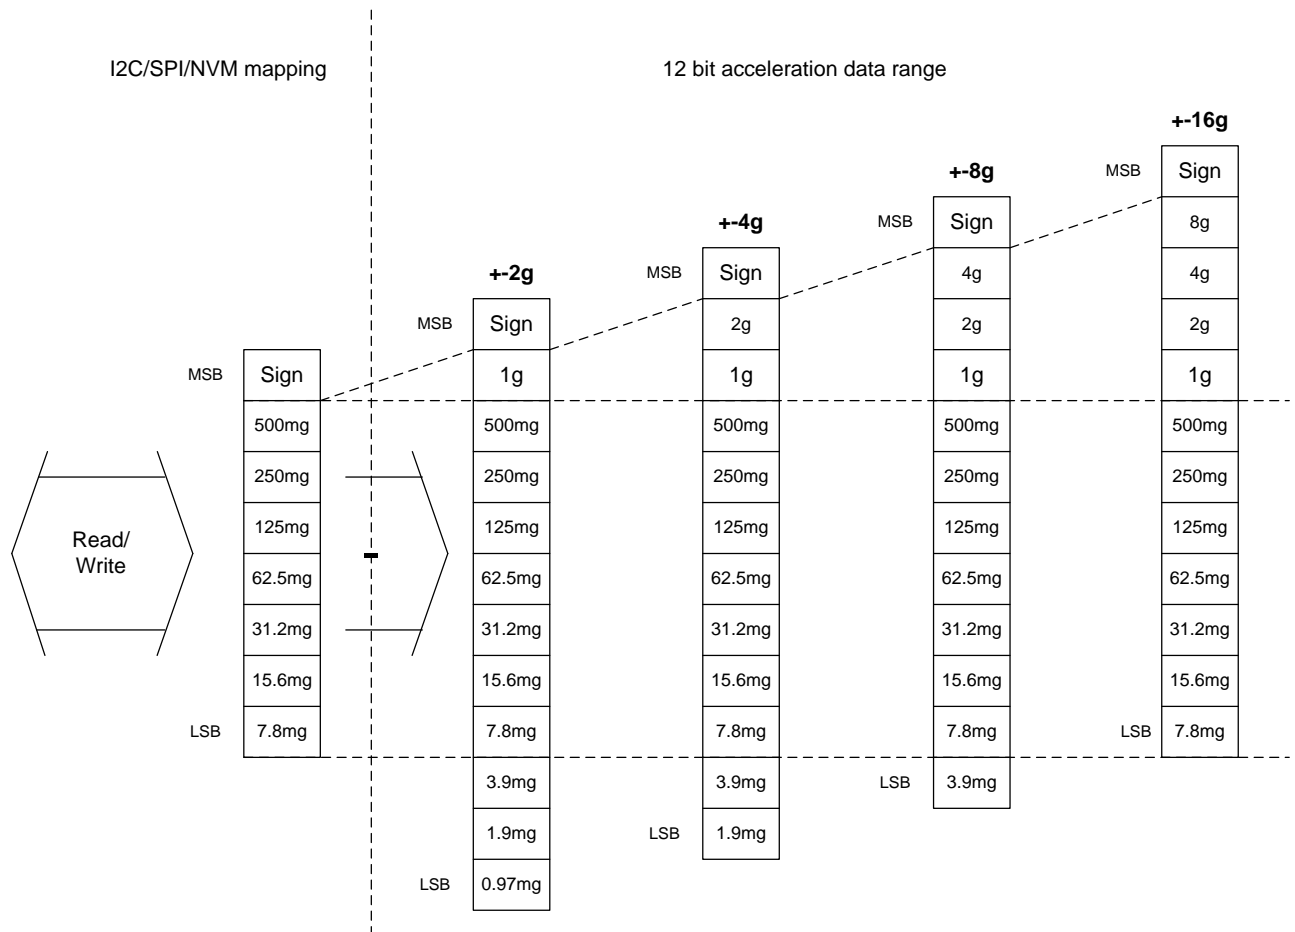 I2C/SPI/NVM mapping
12 bit acceleration data range
MSB
Sign
500mg
250mg
125mg
62.5mg
31.2mg
15.6mg
7.8mg
LSB
Read/
Write
+-2g
MSB
Sign
1g
500mg
250mg
125mg
62.5mg
31.2mg
15.6mg
7.8mg
3.9mg
1.9mg
LSB
0.97mg
+-4g
MSB
Sign
2g
1g
500mg
250mg
125mg
62.5mg
31.2mg
15.6mg
7.8mg
3.9mg
LSB
1.9mg
+-8g
MSB
Sign
4g
2g
1g
500mg
250mg
125mg
62.5mg
31.2mg
15.6mg
7.8mg
LSB
3.9mg
+-16g
MSB
Sign
8g
4g
2g
1g
500mg
250mg
125mg
62.5mg
31.2mg
15.6mg
LSB
7.8mg